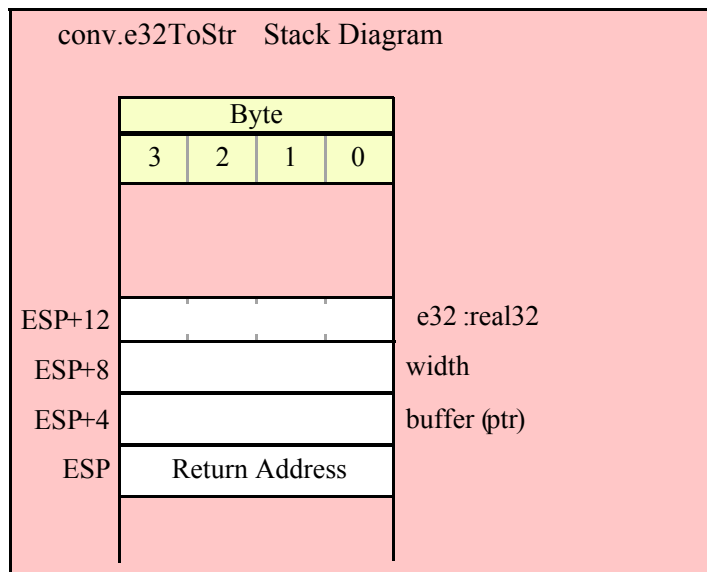 conv.e32ToStr Stack Diagram
Byte
3 2 1 0
ESP+12 e32 :real32
ESP+8 width
ESP+4 buffer (ptr)
ESP Return Address